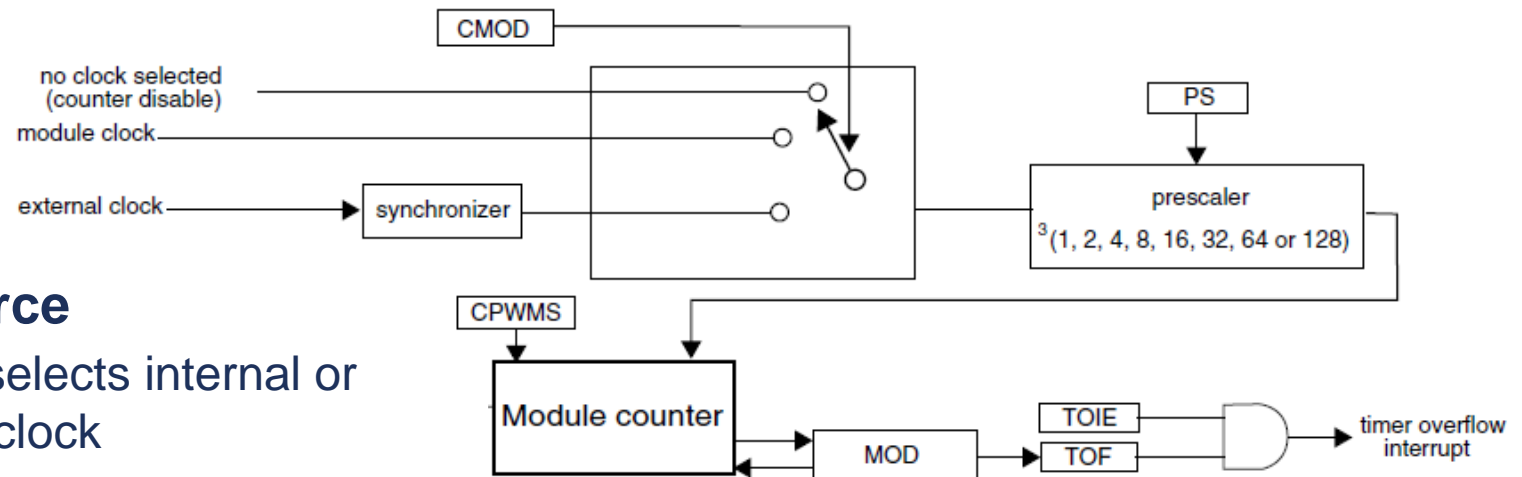 CMOD
no clock selected
(counter disable)
module clock
external clock
synchronizer
PS
prescaler
3(1, 2, 4, 8, 16, 32, 64 or 128)
rce
selects internal or
clock
CPWMS
Module counter
MOD
TOIE
TOF
timer overflow
interrupt